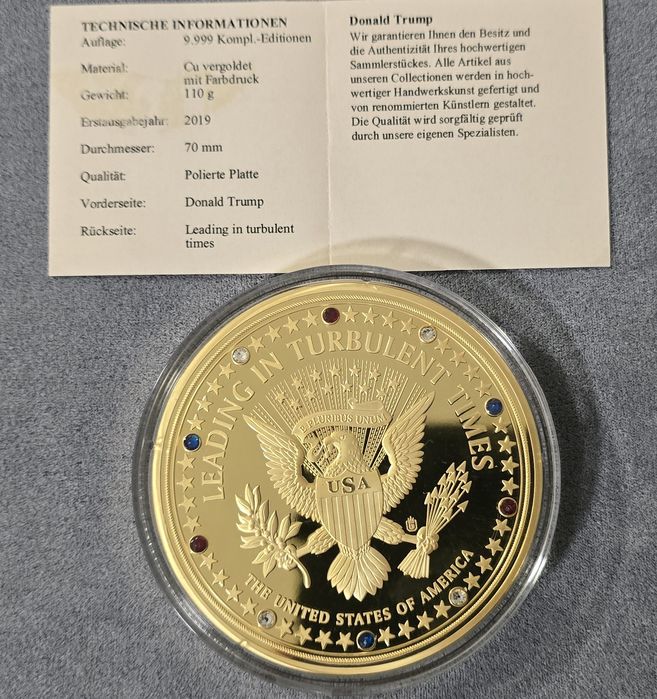 TECHNISCHE INFORMATIONEN
Auflage: 9.999 Kompl.-Editionen
Material: Cu vergoldet
mit Farbdruck
Gewicht: 110 g
Erstausgabejahr: 2019
Durchmesser: 70 mm
Qualität: Polierte Platte
Vorderseite: Donald Trump
Rückseite: Leading in turbulent
times
Donald Trump
Wir garantieren Ihnen den Besitz und
die Authentizität Ihres hochwertigen
Sammlerstückes. Alle Artikel aus
unseren Collectionen werden in hoch-
wertiger Handwerkskunst gefertigt und
von renommierten Künstlern gestaltet.
Die Qualität wird sorgfältig geprüft
durch unsere eigenen Spezialisten.
LEADING IN TURBULENT TIMES
PLURIBUS UNUM
USA
THE UNITED STATES OF AMERICA